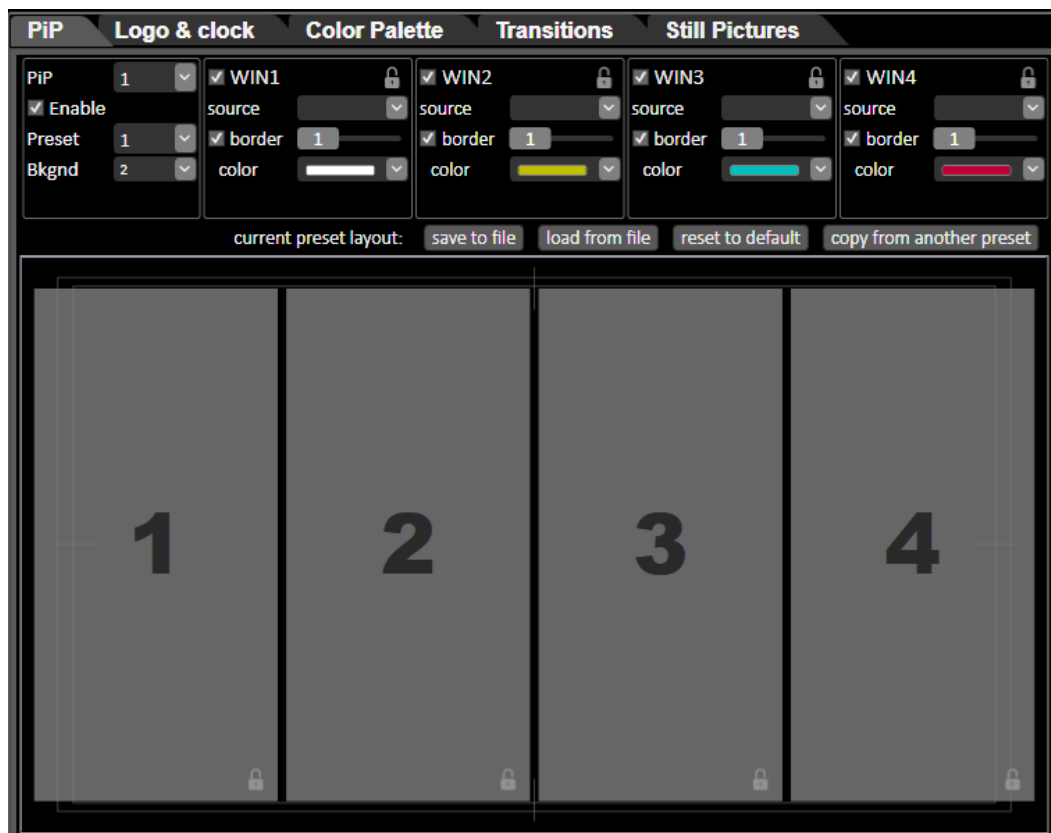 PiP Logo & clock Color Palette Transitions Still Pictures
PiP 1 WIN1 WIN2 WIN3 WIN4
Enable source source source source
Preset 1 border 1 border 1 border 1 border 1
Bkgnd 2 color color color color
current preset layout: save to file load from file reset to default copy from another preset
1 2 3 4